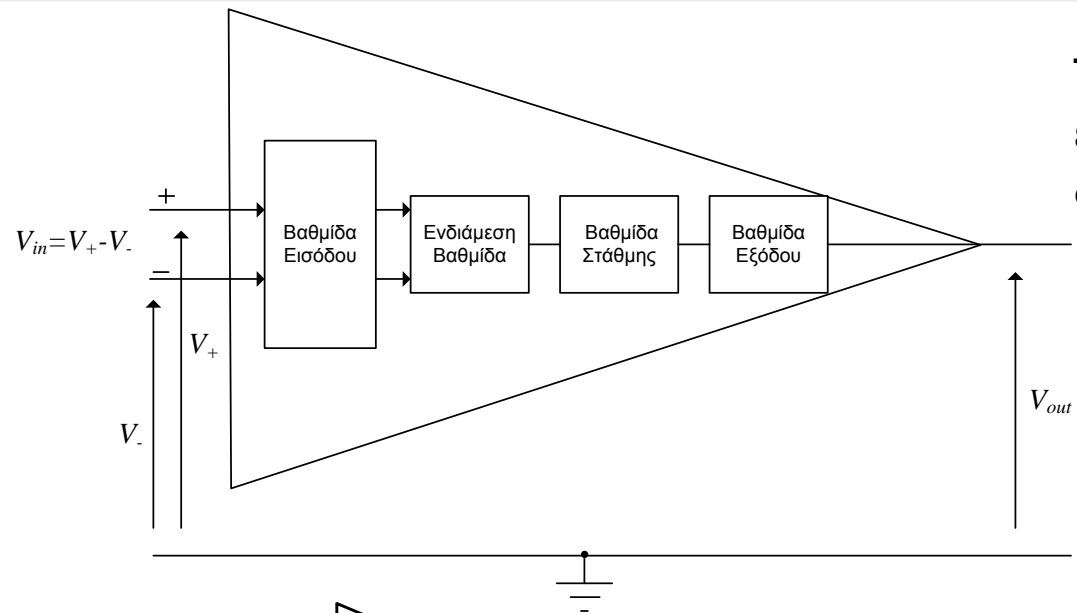 +
Vin=V+-V-
−
Βαθμίδα
Εισόδου
Ενδιάμεση
Βαθμίδα
Βαθμίδα
Στάθμης
Βαθμίδα
Εξόδου
V+
V-
Vout